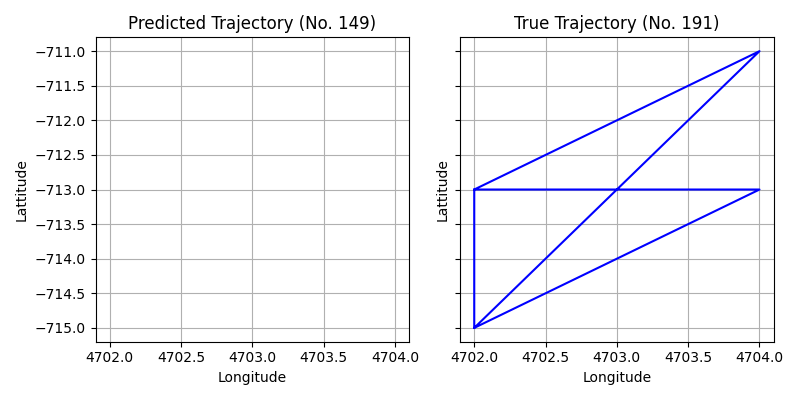 Predicted Trajectory (No. 149)
−711.0
−711.5
−712.0
−712.5
−713.0
−713.5
−714.0
−714.5
−715.0
Lattitude
4702.0 4702.5 4703.0 4703.5 4704.0
Longitude
True Trajectory (No. 191)
Lattitude
4702.0 4702.5 4703.0 4703.5 4704.0
Longitude